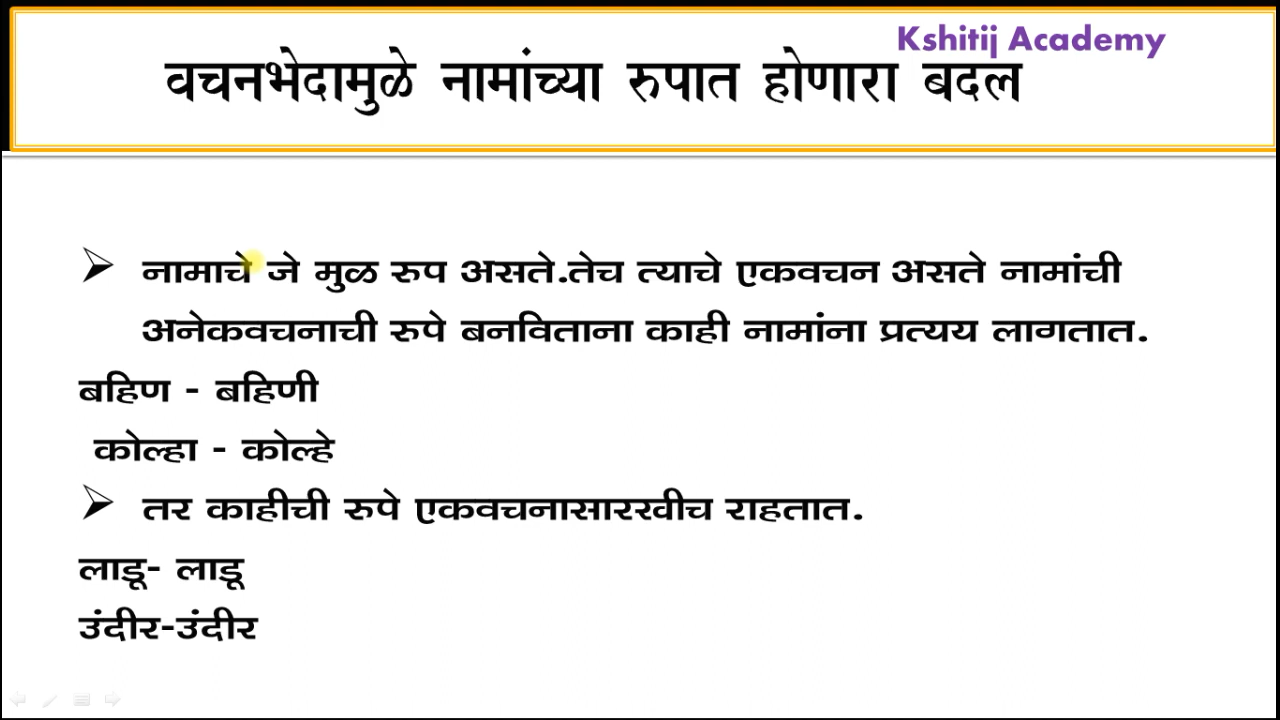 Kshitij Academy
वचनभेदामुळे नामांच्या रुपात होणारा बदल
➢ नामाचे जे मुळ रुप असते.तेच त्याचे एकवचन असते नामांची
अनेकवचनाची रुपे बनविताना काही नामांना प्रत्यय लागतात.
बहिण - बहिणी
कोल्हा - कोल्हे
➢ तर काहीची रुपे एकवचनासारखीच राहतात.
लाडू- लाडू
उंदीर-उंदीर